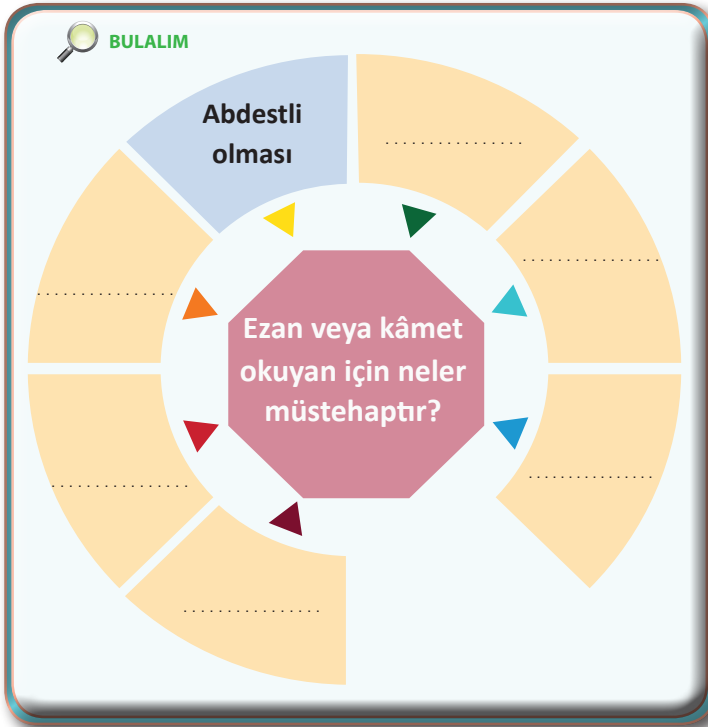 BULALIM
Abdestli
olması
...............
...............
...............
...............
...............
...............
Ezan veya kâmet
okuyan için neler
müstehaptır?